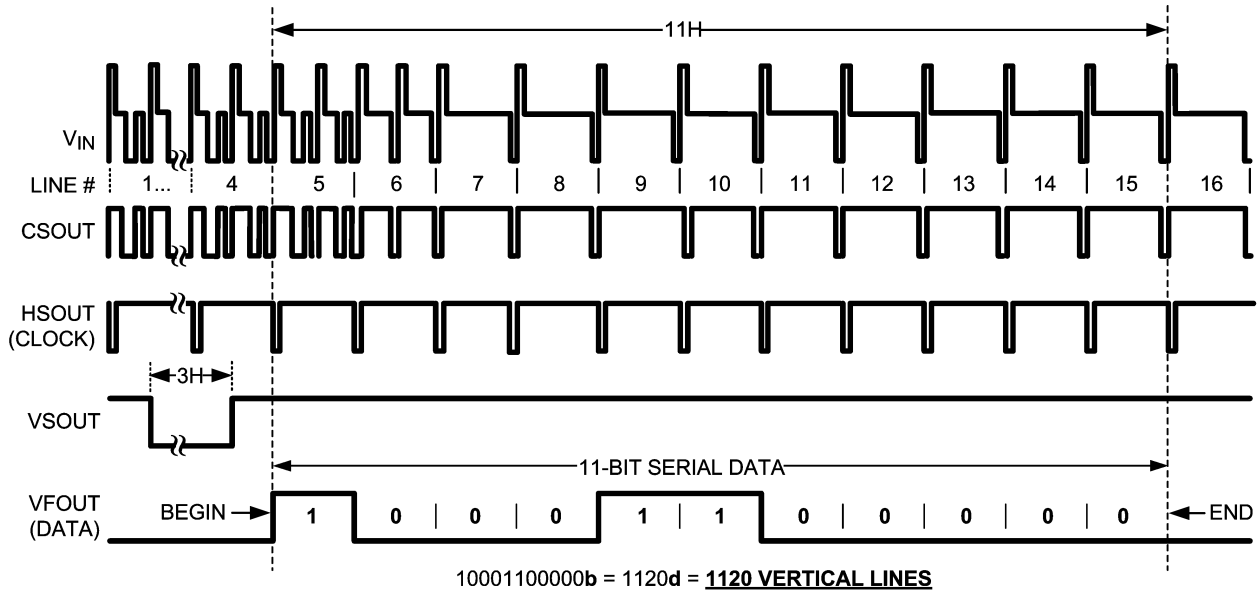 11H
VIN
LINE # 1... 4 5 6 7 8 9 10 11 12 13 14 15 16
CSOUT
HSOUT
(CLOCK)
3H
VSOUT
11-BIT SERIAL DATA
VFOUT
(DATA)
BEGIN 1 0 0 0 1 1 0 0 0 0 0 END
10001100000b = 1120d = 1120 VERTICAL LINES